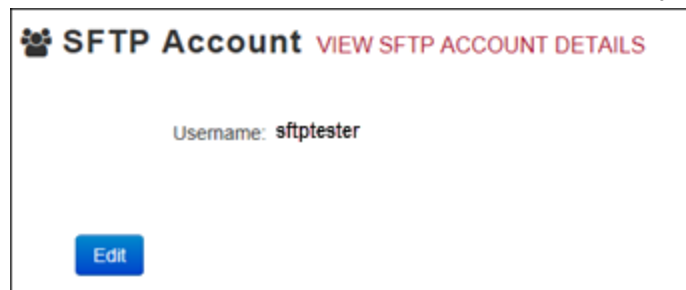 SFTP Account VIEW SFTP ACCOUNT DETAILS
Username: sftptester
Edit